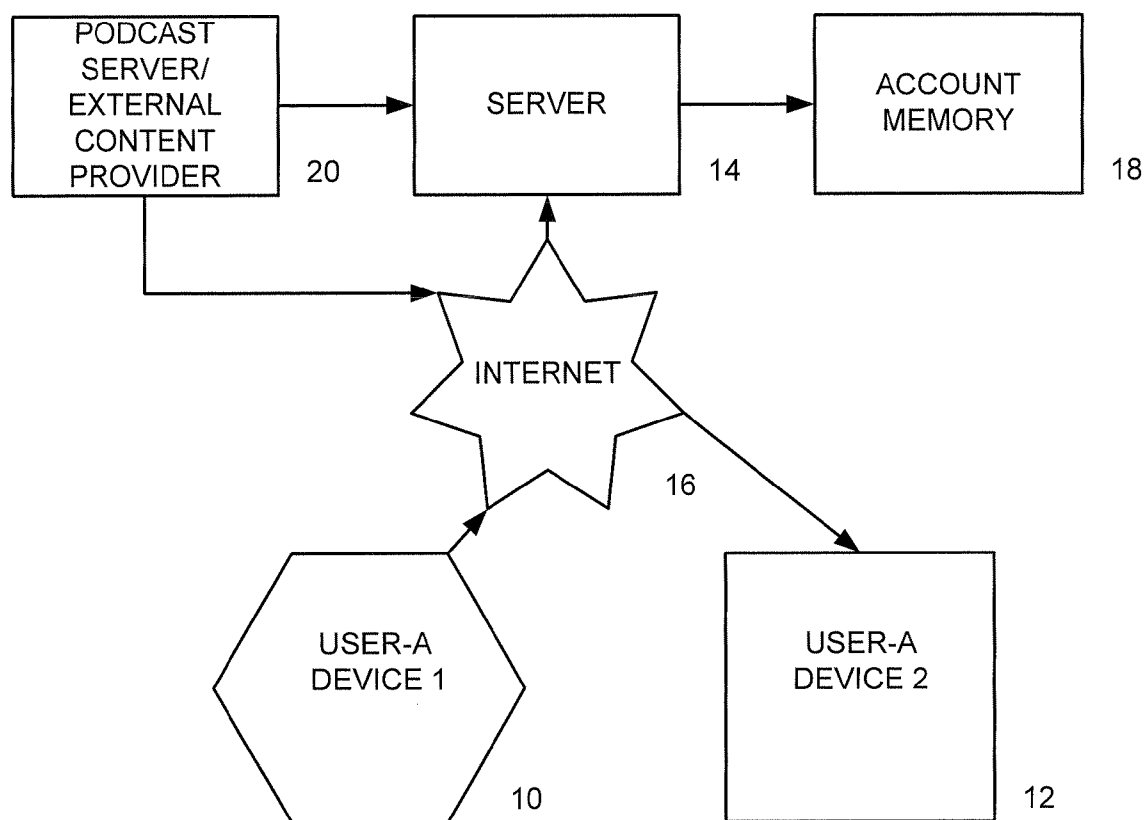 PODCAST
SERVER/
EXTERNAL
CONTENT
PROVIDER
20
SERVER
14
ACCOUNT
MEMORY
18
INTERNET
16
USER-A
DEVICE 1
10
USER-A
DEVICE 2
12